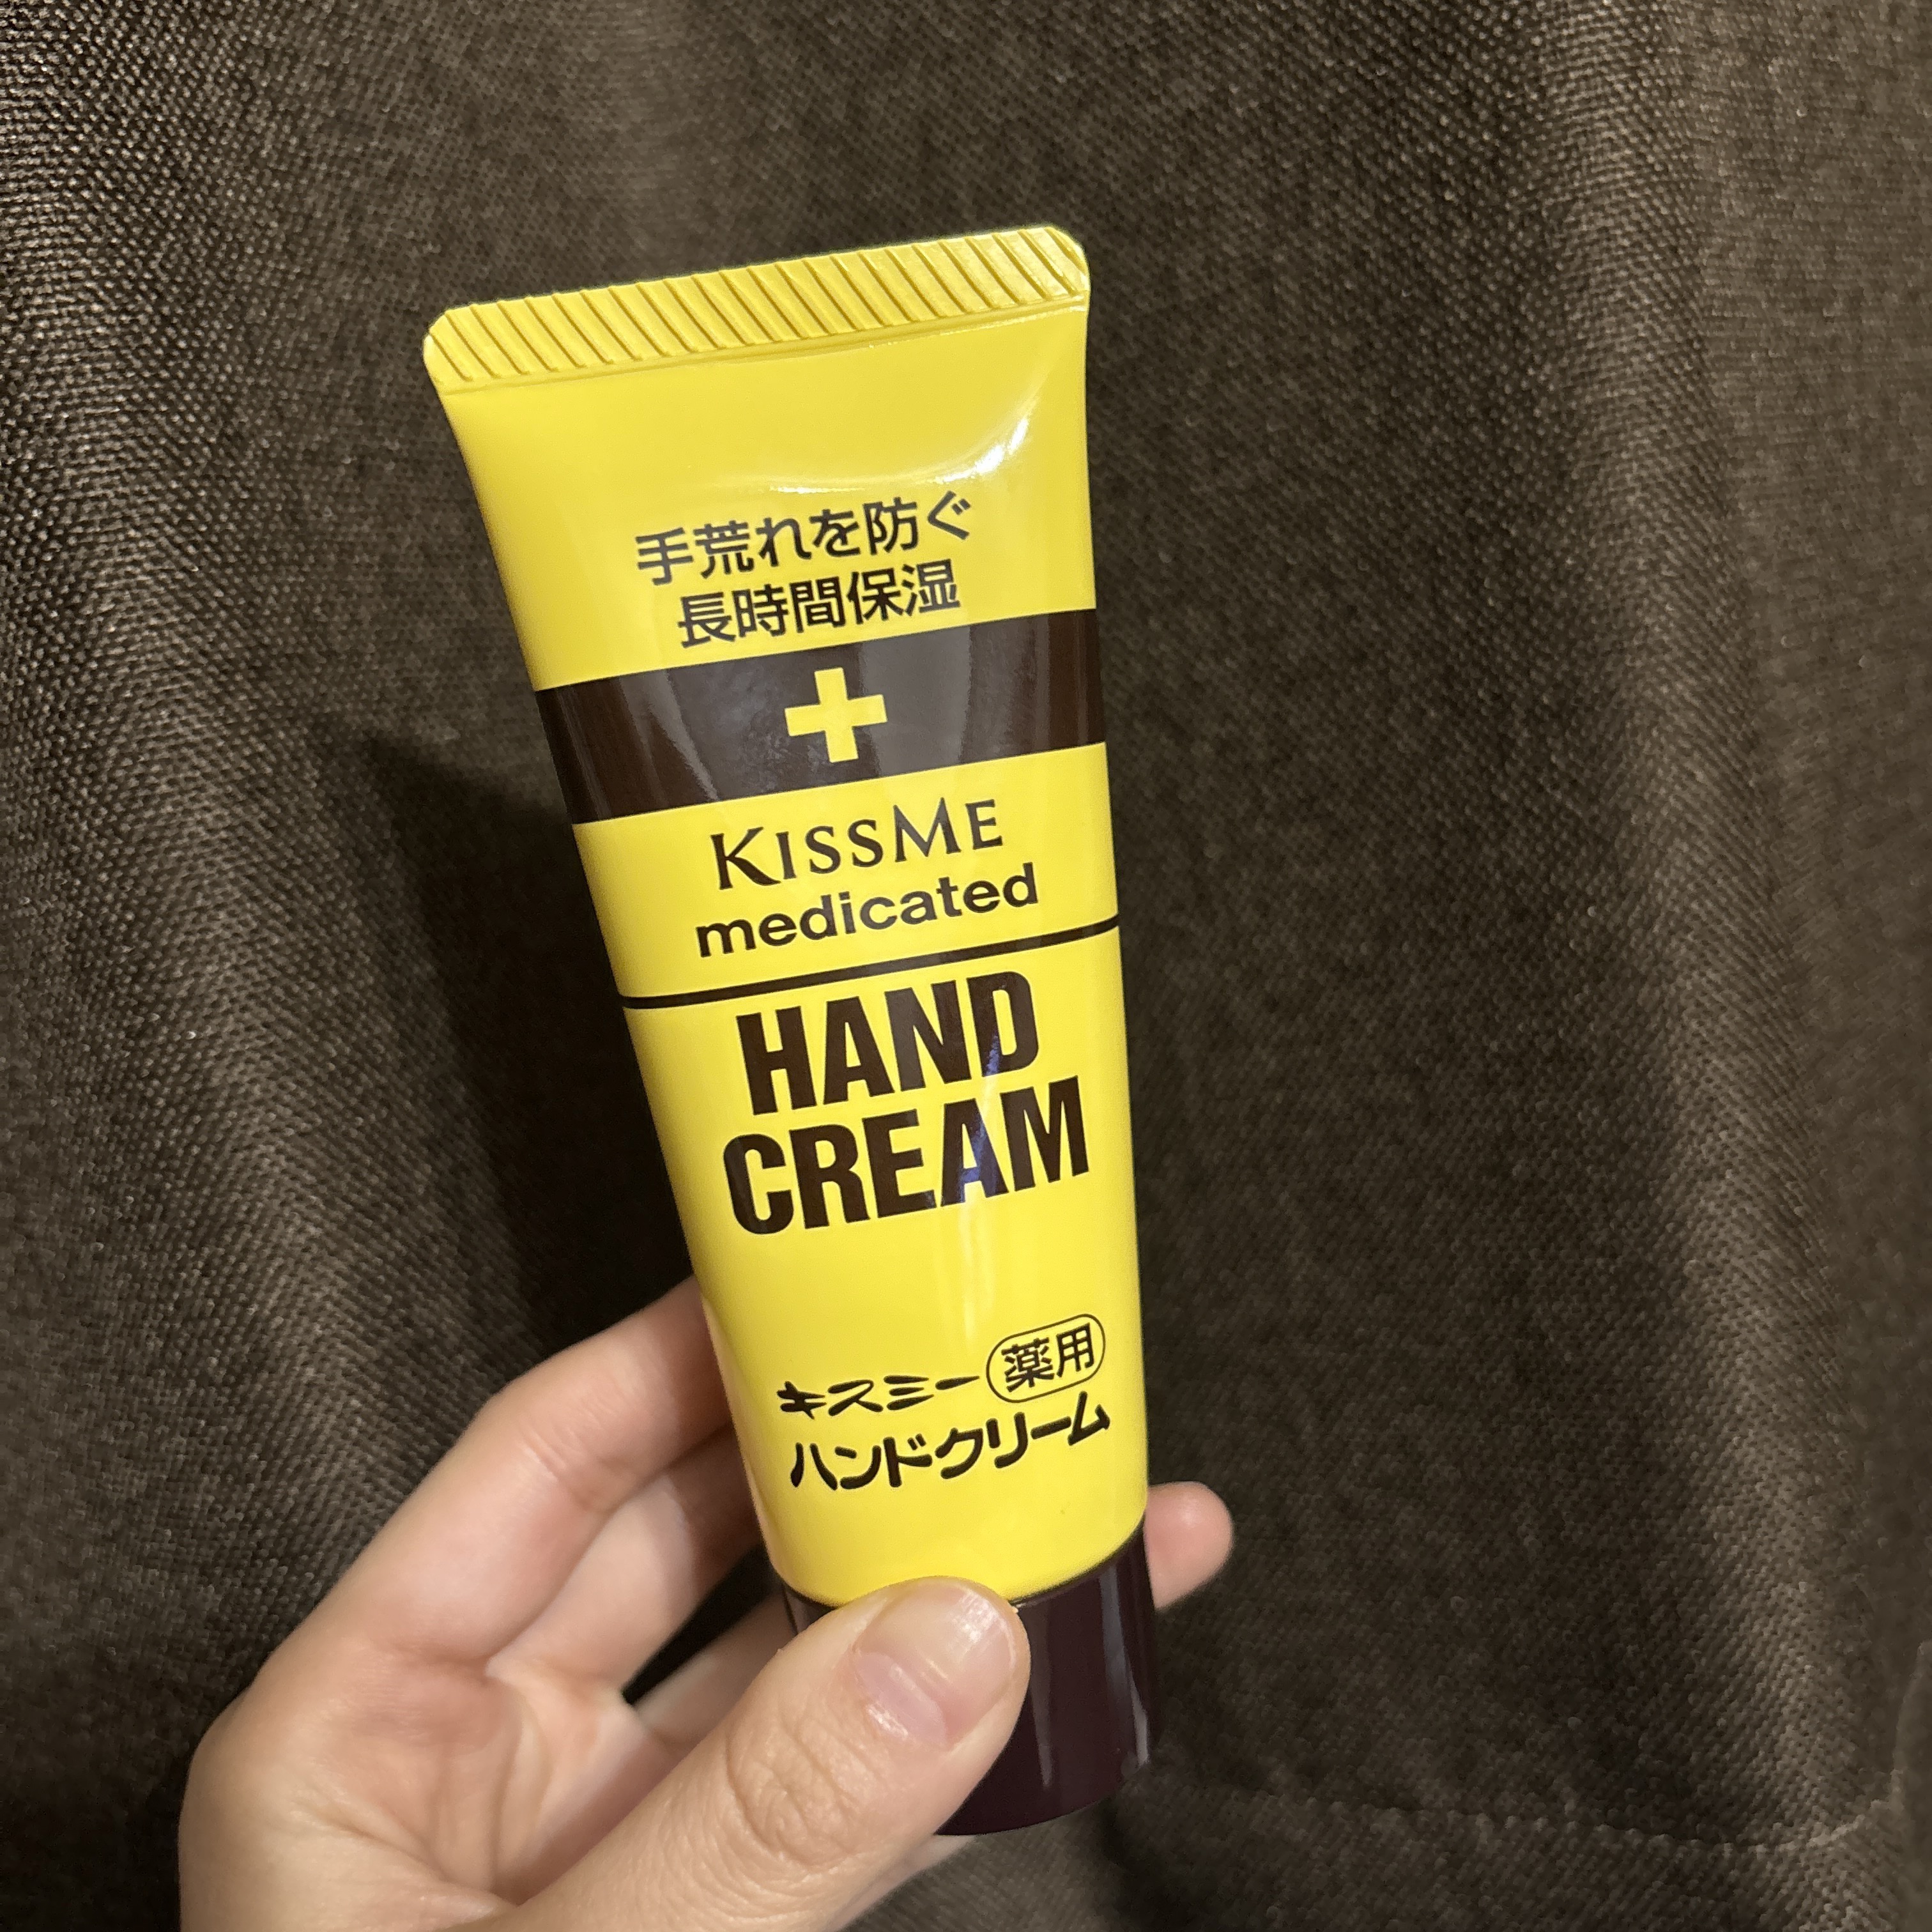 手荒れを防ぐ
長時間保湿
KISSME
medicated
HAND
CREAM
キスミー薬用
ハンドクリーム